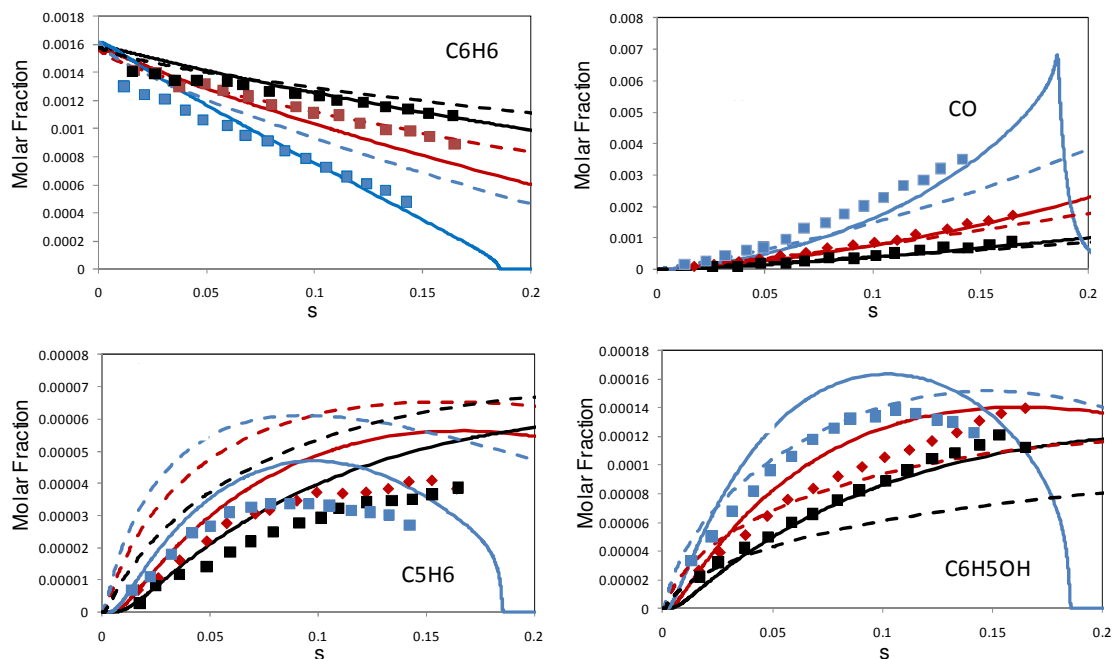 0.0018
0.0016
0.0014
0.0012
0.001
0.0008
0.0006
0.0004
0.0002
0
Molar Fraction
C6H6
0 0.05 0.1 0.15 0.2
s
0.008
0.007
0.006
0.005
0.004
0.003
0.002
0.001
0
Molar Fraction
CO
0 0.05 0.1 0.15 0.2
s
0.00008
0.00007
0.00006
0.00005
0.00004
0.00003
0.00002
0.00001
0
Molar Fraction
C5H6
0 0.05 0.1 0.15 0.2
s
0.00018
0.00016
0.00014
0.00012
0.0001
0.00008
0.00006
0.00004
0.00002
0
Molar Fraction
C6H5OH
0 0.05 0.1 0.15 0.2
s